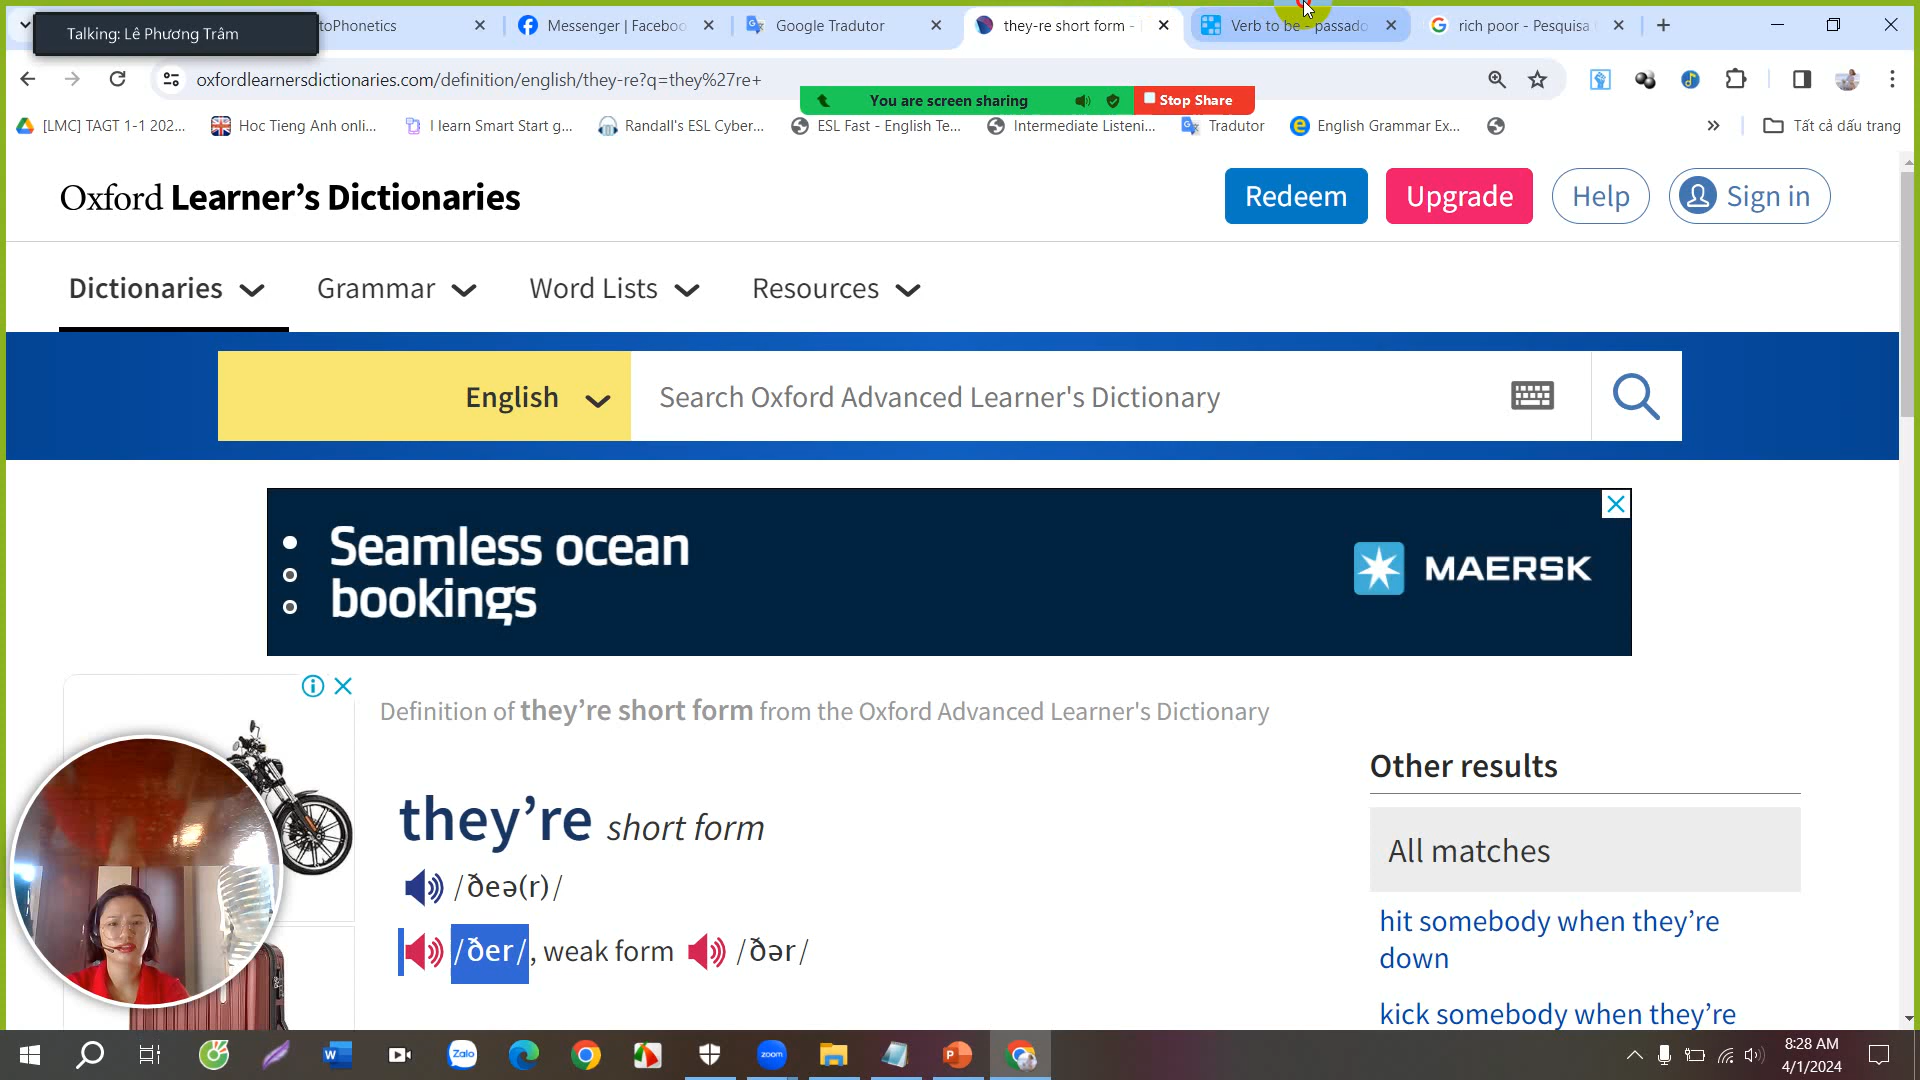 Talking: Lê Phương Trâm
toPhonetics
Messenger | Faceboo
Google Tradutor
they-re short form -
Verb to be - passado
rich poor - Pesquisa
oxfordlearnersdictionaries.com/definition/english/they-re?q=they%27re+
You are screen sharing
Stop Share
[LMC] TAGT 1-1 202...
Hoc Tieng Anh onli...
I learn Smart Start g...
Randall's ESL Cyber...
ESL Fast - English Te...
Intermediate Listeni...
Tradutor
English Grammar Ex...
Tất cả dấu trang
Oxford Learner's Dictionaries
Redeem
Upgrade
Help
Sign in
Dictionaries
Grammar
Word Lists
Resources
English
Search Oxford Advanced Learner's Dictionary
Seamless ocean
bookings
MAERSK
Definition of they're short form from the Oxford Advanced Learner's Dictionary
they're short form
/ðeə(r)/
/ðer/, weak form /ðər/
Other results
All matches
hit somebody when they're
down
kick somebody when they're
Zalo
zoom
8:28 AM
4/1/2024